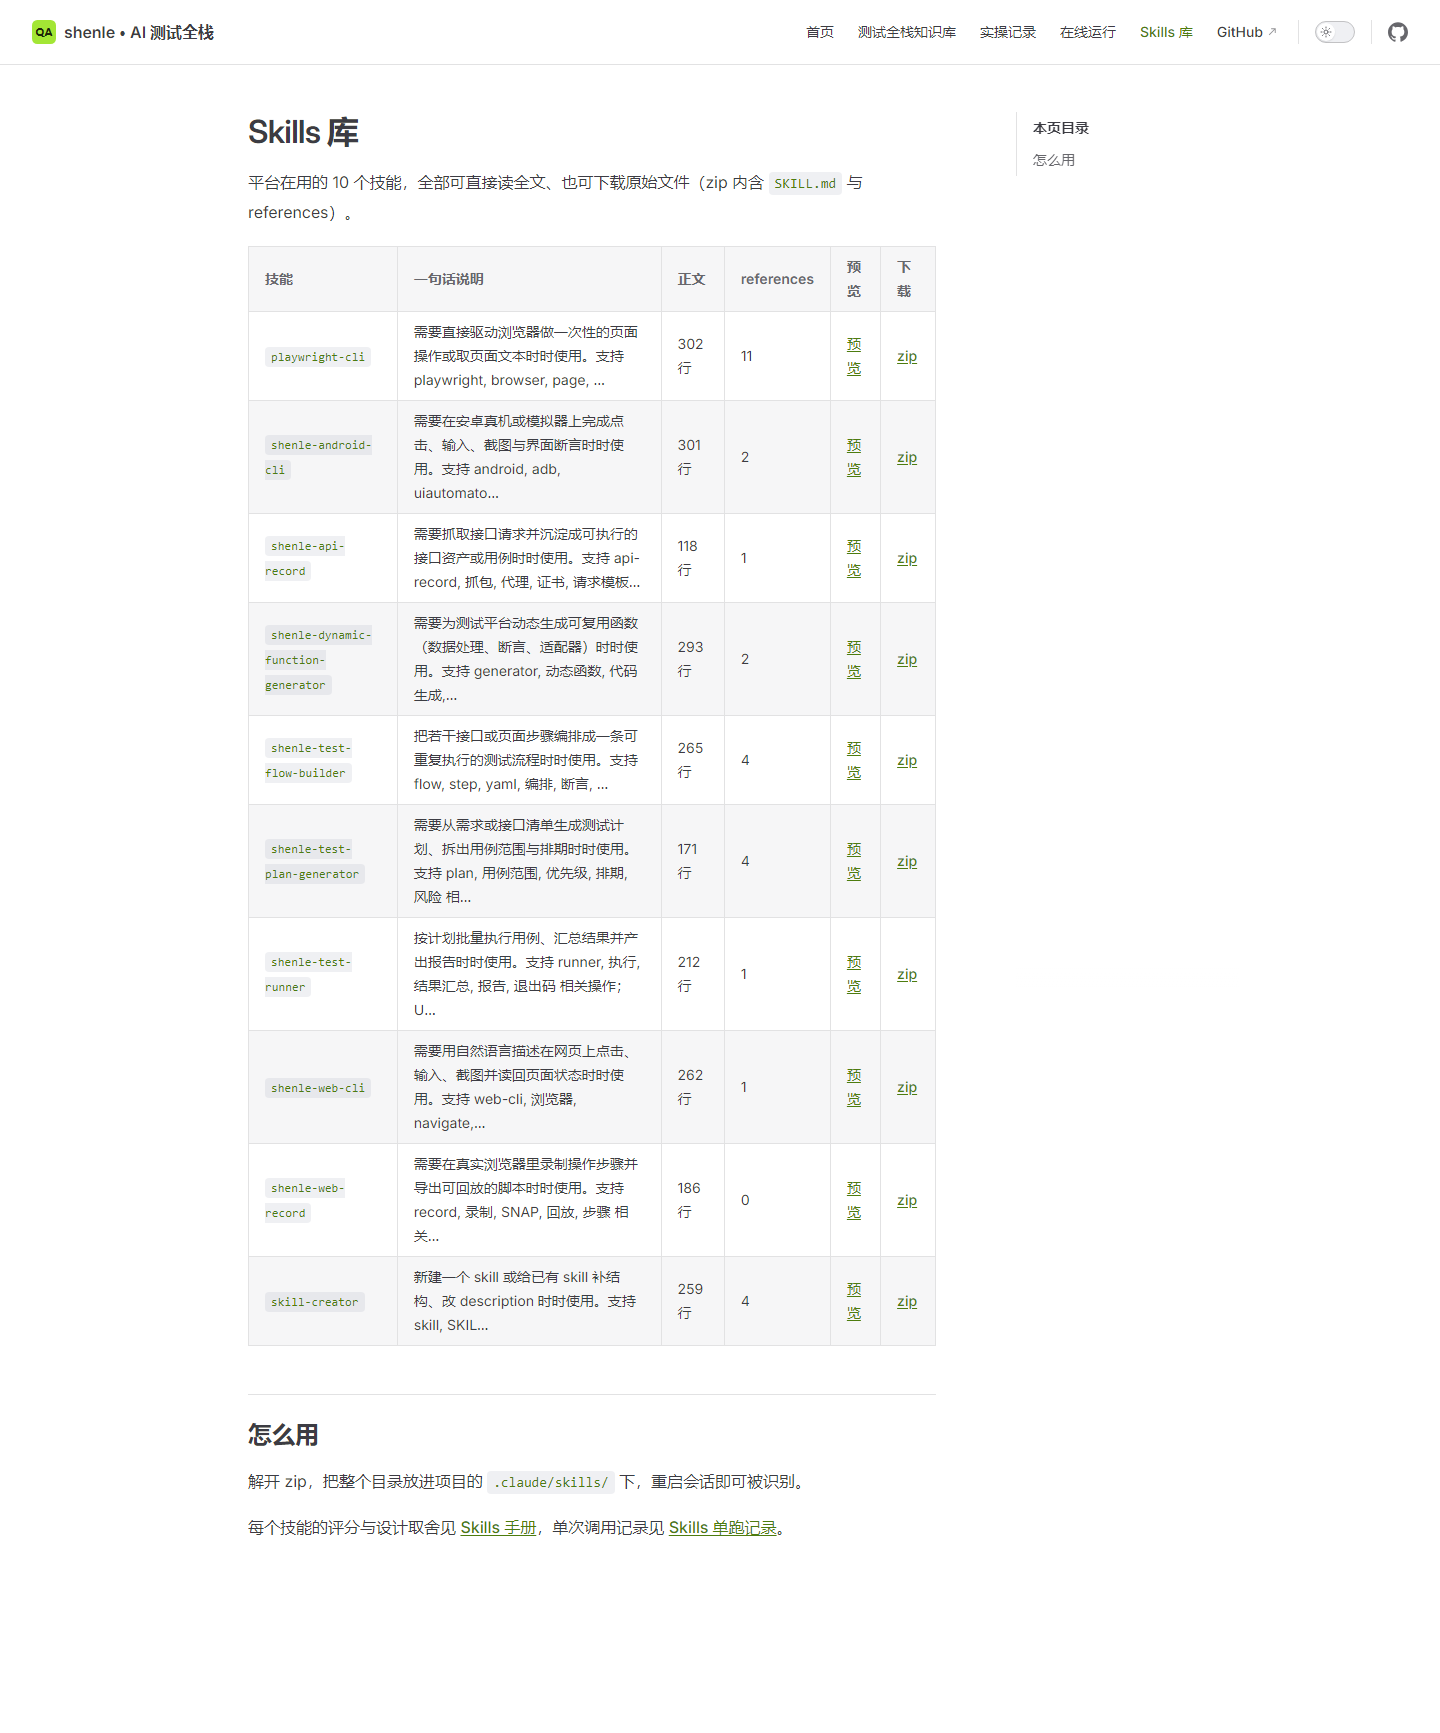 QA shenle • AI 测试全栈 首页 测试全栈知识库 实操记录 在线运行 Skills 库 GitHub ↗
Skills 库
本页目录
怎么用
平台在用的 10 个技能，全部可直接读全文、也可下载原始文件（zip 内含 SKILL.md 与
references）。
技能 一句话说明 正文 references 预览 下载
playwright-cli
需要直接驱动浏览器做一次性的页面
操作或取页面文本时时使用。支持
playwright, browser, page, ...
302 行
11
预览
zip
shenle-android-
cli
需要在安卓真机或模拟器上完成点
击、输入、截图与界面断言时时使
用。支持 android, adb,
uiautomato...
301 行
2
预览
zip
shenle-api-
record
需要抓取接口请求并沉淀成可执行的
接口资产或用例时时使用。支持 api-
record, 抓包, 代理, 证书, 请求模板...
118 行
1
预览
zip
shenle-dynamic-
function-
generator
需要为测试平台动态生成可复用函数
（数据处理、断言、适配器）时时使
用。支持 generator, 动态函数, 代码
生成,...
293 行
2
预览
zip
shenle-test-
flow-builder
把若干接口或页面步骤编排成一条可
重复执行的测试流程时时使用。支持
flow, step, yaml, 编排, 断言, ...
265 行
4
预览
zip
shenle-test-
plan-generator
需要从需求或接口清单生成测试计
划、拆出用例范围与排期时时使用。
支持 plan, 用例范围, 优先级, 排期,
风险 相...
171 行
4
预览
zip
shenle-test-
runner
按计划批量执行用例、汇总结果并产
出报告时时使用。支持 runner, 执行,
结果汇总, 报告, 退出码 相关操作；
U...
212 行
1
预览
zip
shenle-web-cli
需要用自然语言描述在网页上点击、
输入、截图并读回页面状态时时使
用。支持 web-cli, 浏览器,
navigate,...
262 行
1
预览
zip
shenle-web-
record
需要在真实浏览器里录制操作步骤并
导出可回放的脚本时时使用。支持
record, 录制, SNAP, 回放, 步骤 相
关...
186 行
0
预览
zip
skill-creator
新建一个 skill 或给已有 skill 补结
构、改 description 时时使用。支持
skill, SKIL...
259 行
4
预览
zip
怎么用
解开 zip，把整个目录放进项目的 .claude/skills/ 下，重启会话即可被识别。
每个技能的评分与设计取舍见 Skills 手册，单次调用记录见 Skills 单跑记录。